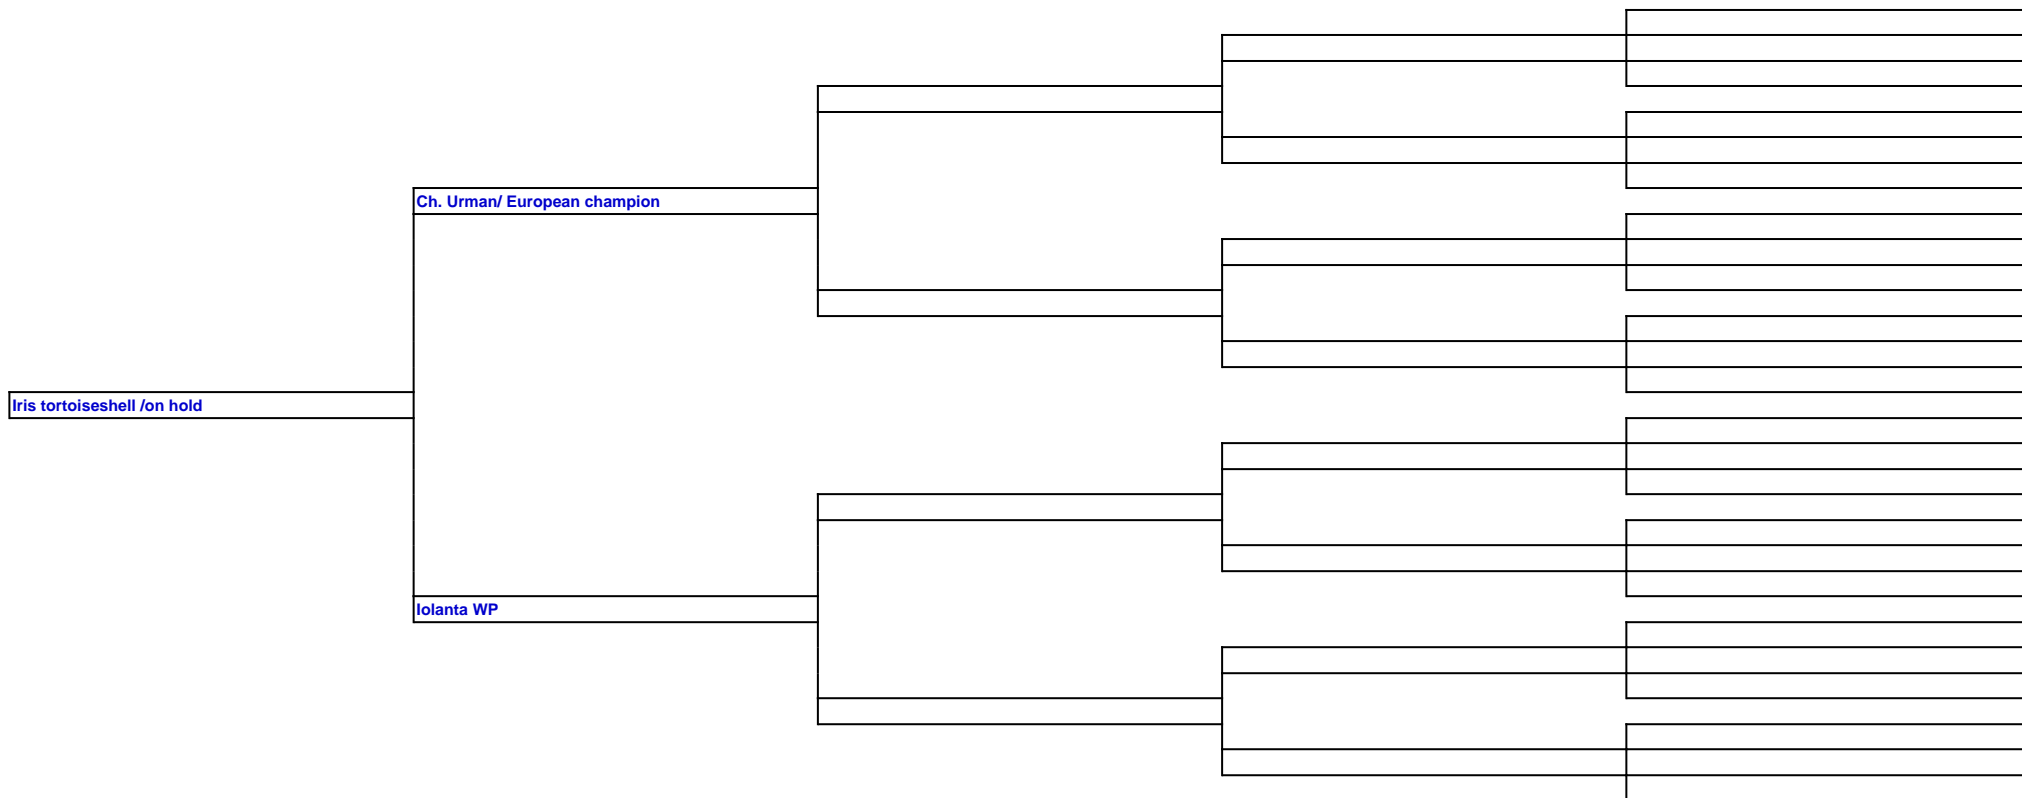 Ch. Urman/ European champion
Iris tortoiseshell /on hold
Iolanta WP